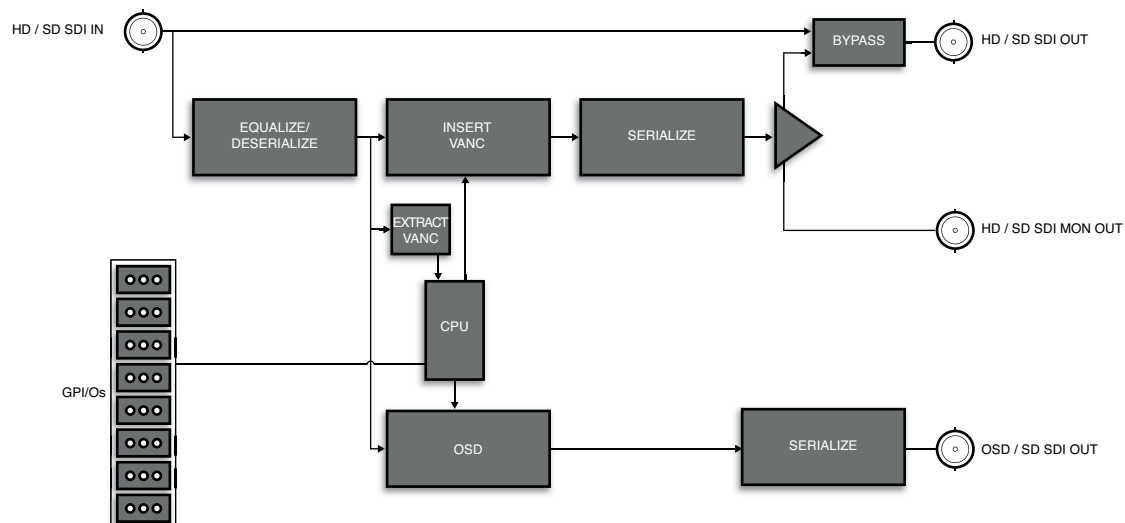 HD / SD SDI IN
BYPASS
HD / SD SDI OUT
EQUALIZE/
DESERIALIZE
INSERT
VANC
SERIALIZE
EXTRACT
VANC
HD / SD SDI MON OUT
CPU
GPI/Os
OSD
SERIALIZE
OSD / SD SDI OUT